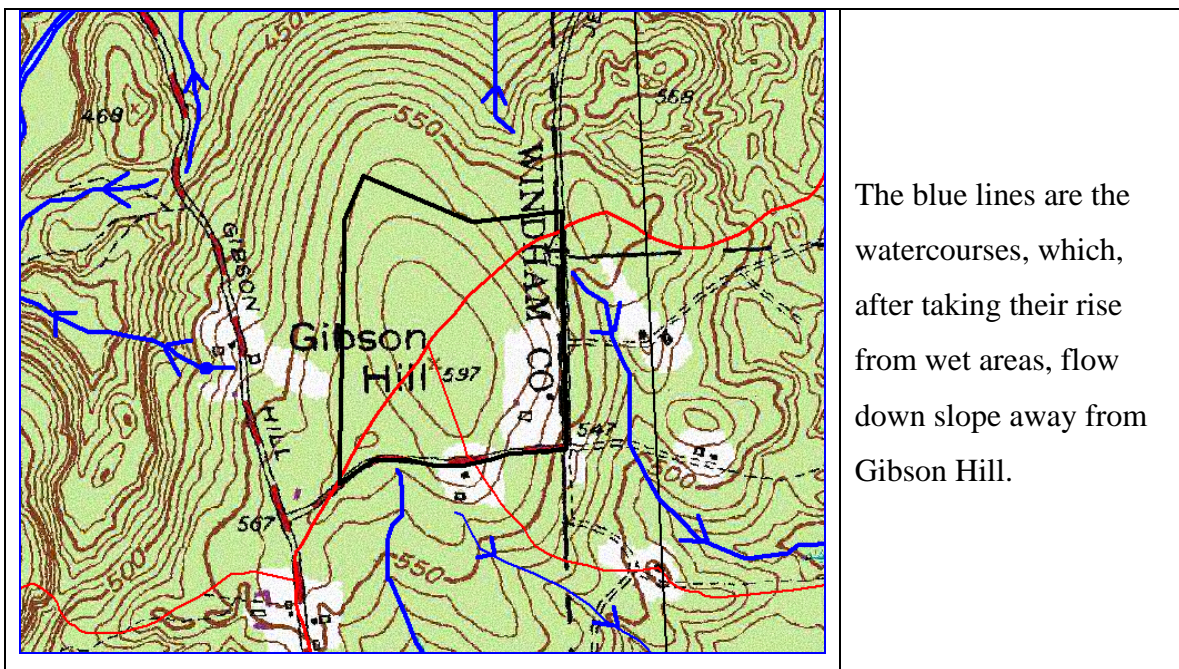 450
468
550
558
WINDHAM CO.
GIBSON
HILL
Gibson
Hill
597
547
500
567
500
550
The blue lines are the
watercourses, which,
after taking their rise
from wet areas, flow
down slope away from
Gibson Hill.